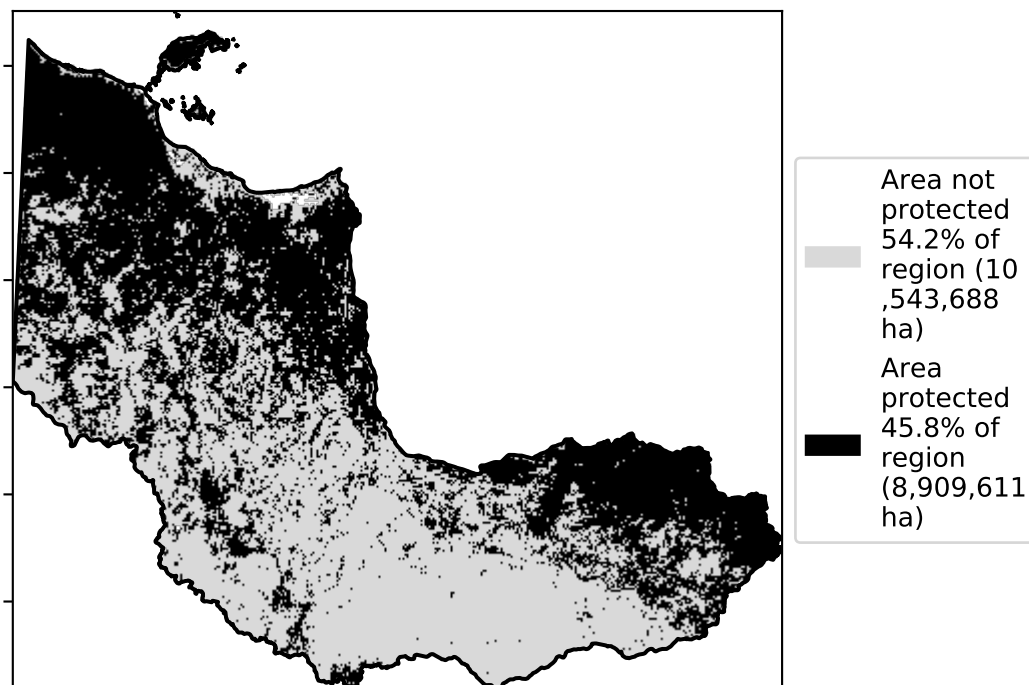 Area not
protected
54.2% of
region (10
,543,688
ha)
Area
protected
45.8% of
region
(8,909,611
ha)